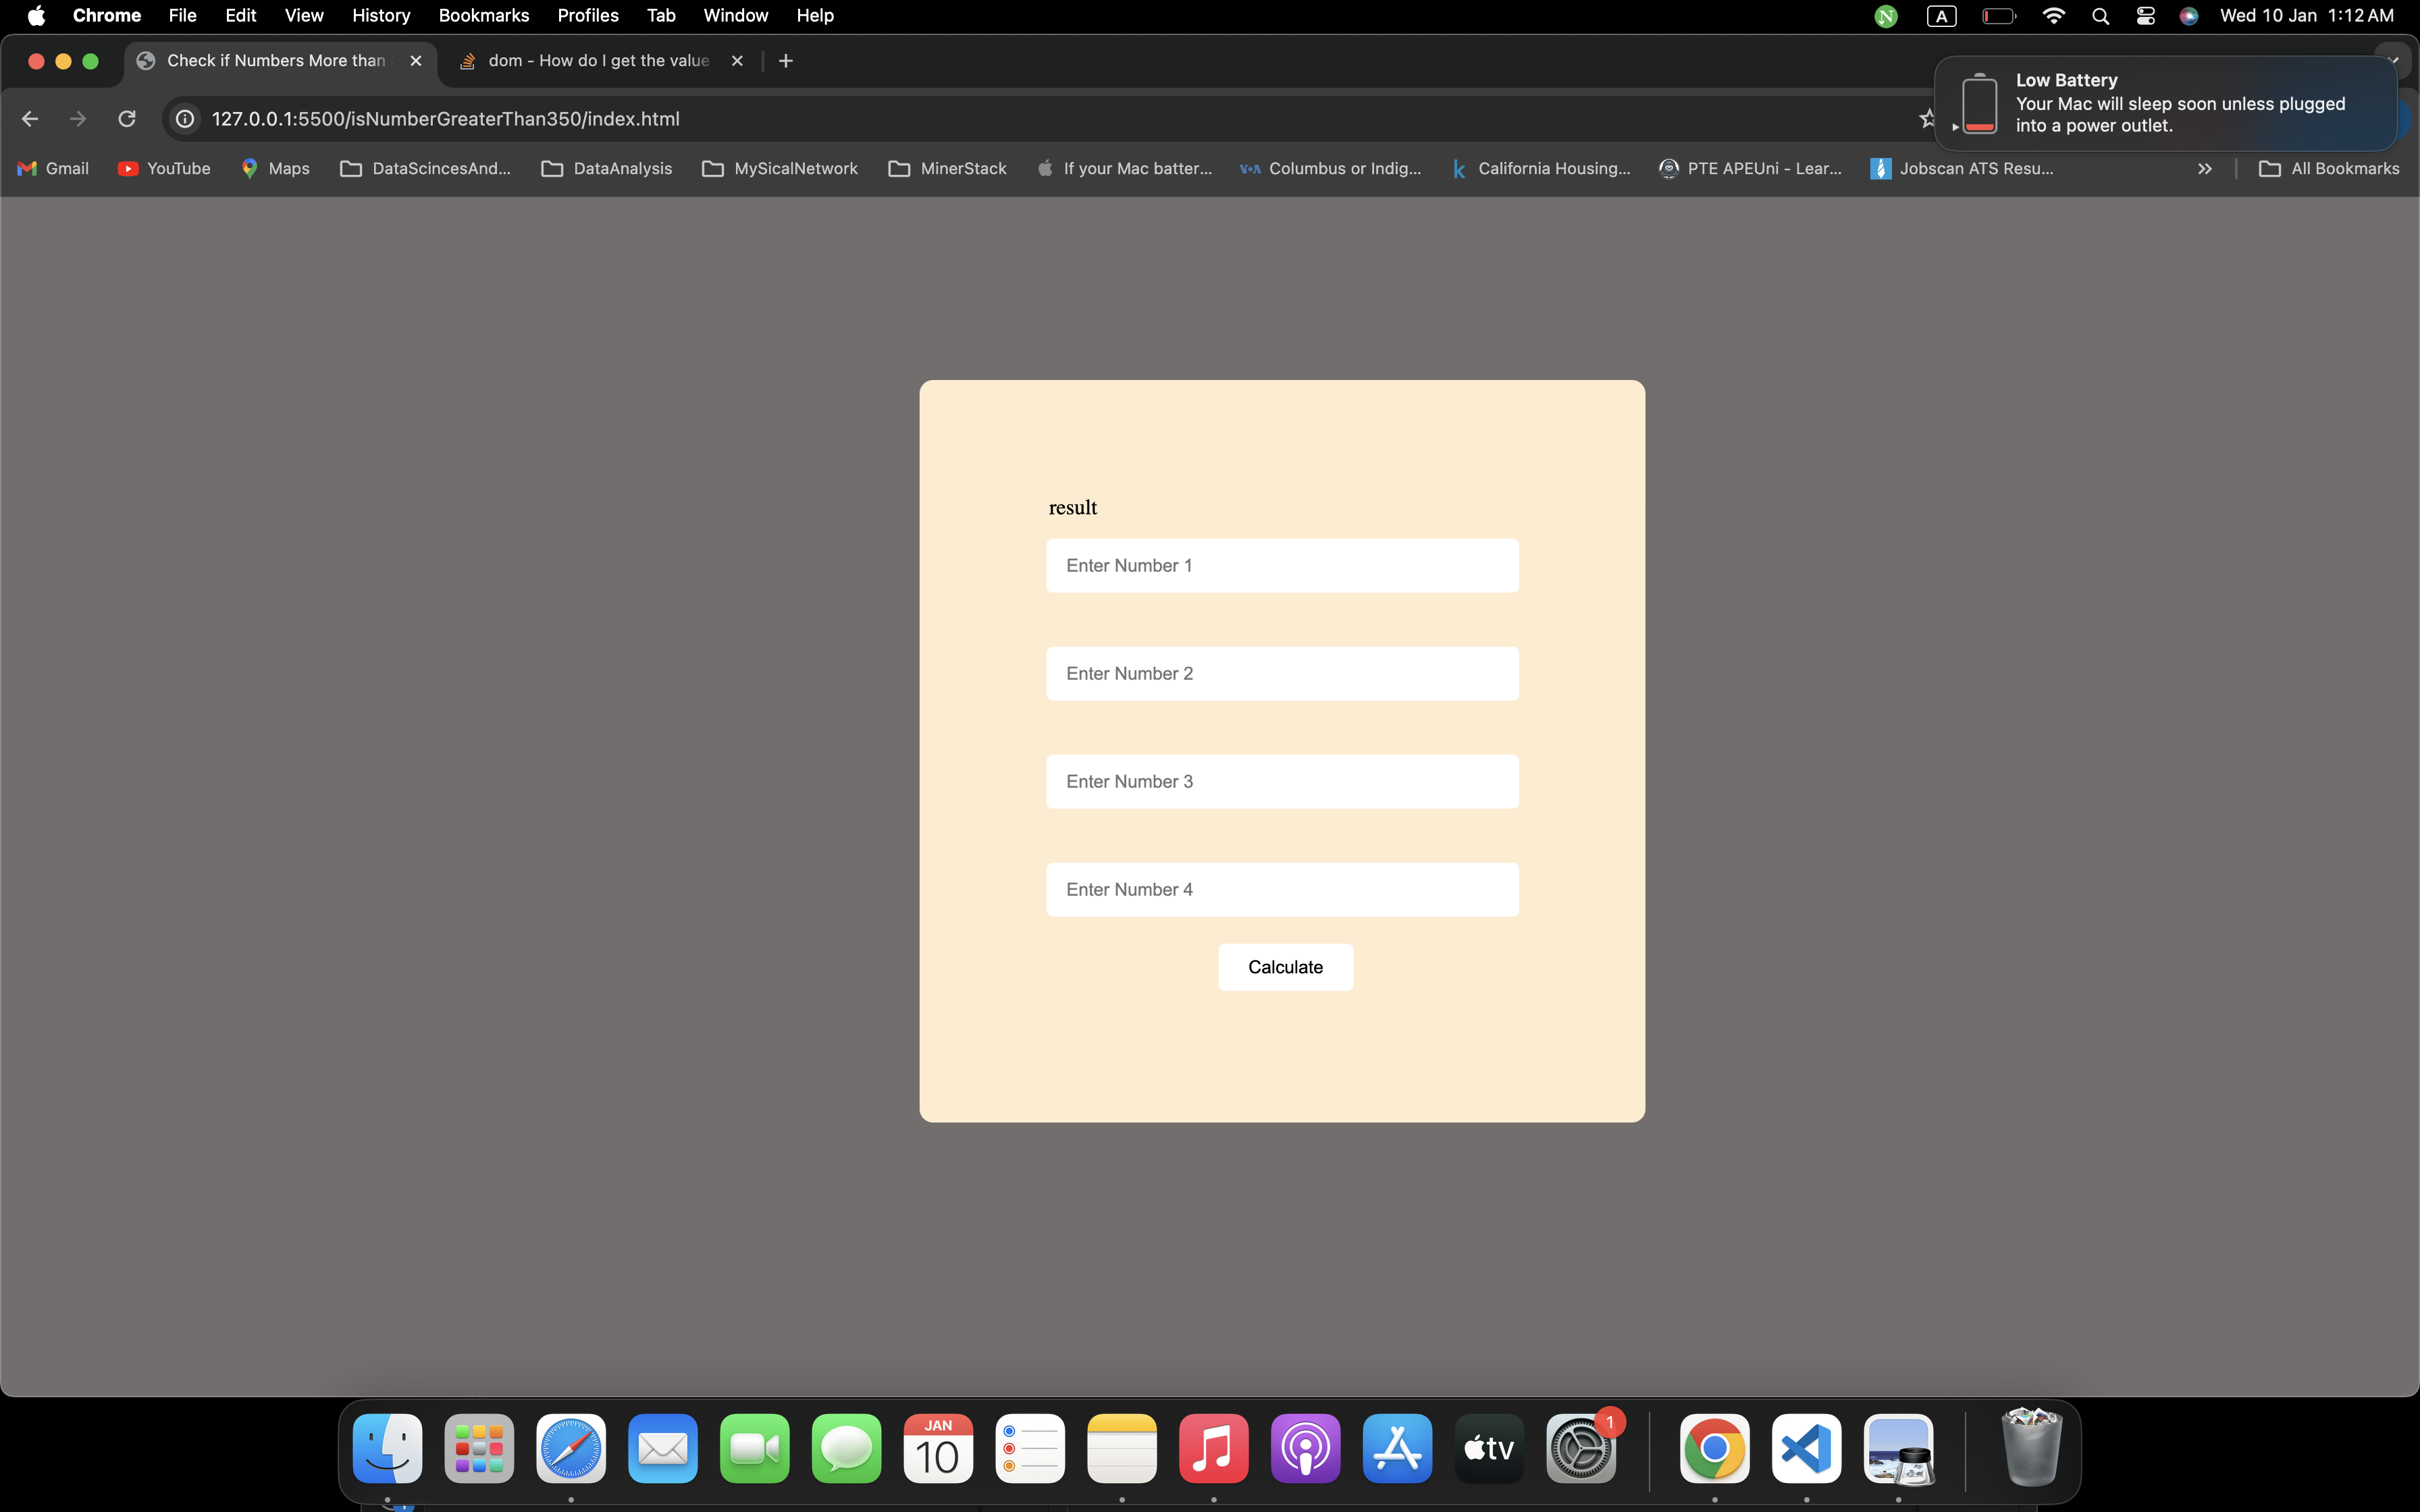 Chrome File Edit View History Bookmarks Profiles Tab Window Help A Wed 10 Jan 1:12 AM
Check if Numbers More than dom - How do I get the value
Low Battery
Your Mac will sleep soon unless plugged
into a power outlet.
127.0.0.1:5500/isNumberGreaterThan350/index.html
Gmail YouTube Maps DataScincesAnd... DataAnalysis MySicalNetwork MinerStack If your Mac batter... VOA Columbus or Indig... k California Housing... PTE APEUni - Lear... Jobscan ATS Resu... All Bookmarks
result
Enter Number 1
Enter Number 2
Enter Number 3
Enter Number 4
Calculate
JAN
10
tv
1